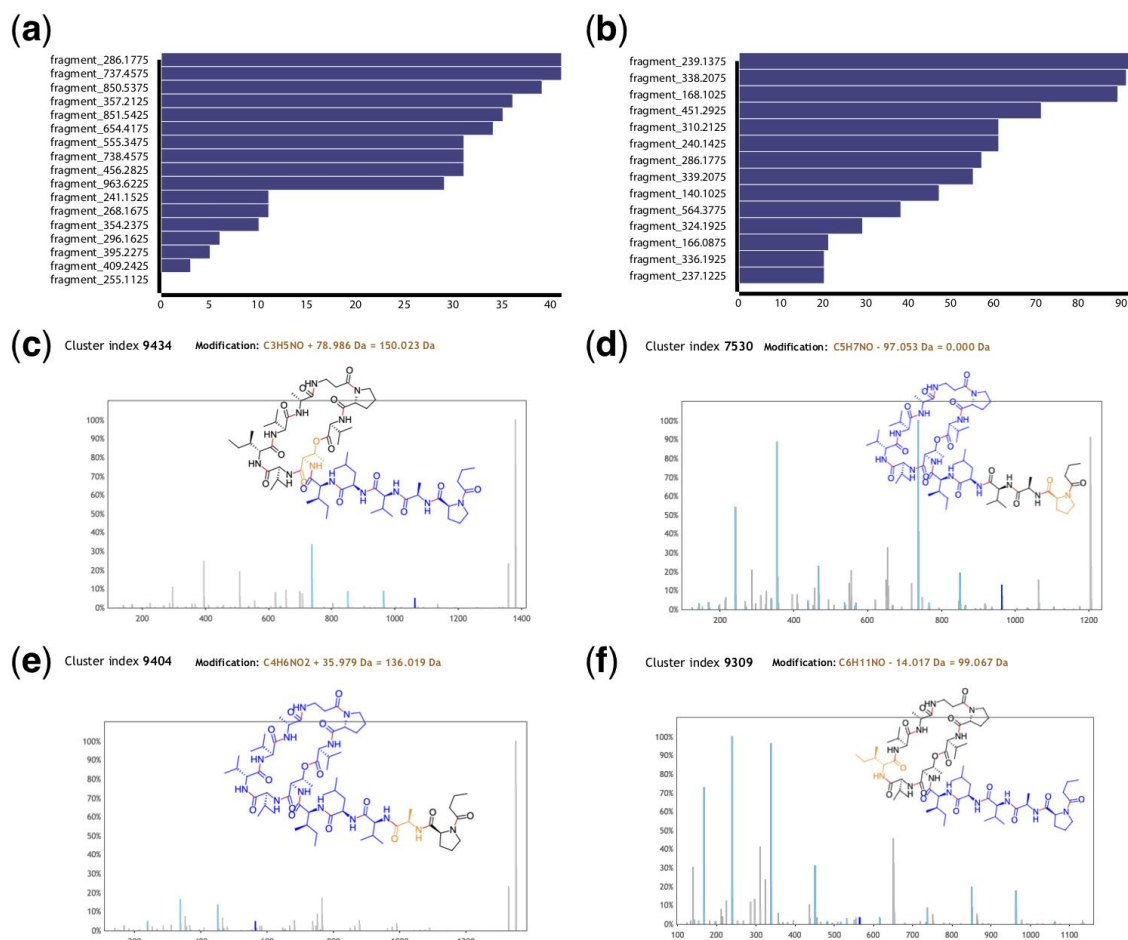 (a)
fragment_286.1775
fragment_737.4575
fragment_850.5375
fragment_357.2125
fragment_851.5425
fragment_654.4175
fragment_555.3475
fragment_738.4575
fragment_456.2825
fragment_963.6225
fragment_241.1525
fragment_268.1675
fragment_354.2375
fragment_296.1625
fragment_395.2275
fragment_409.2425
fragment_255.1125
0 5 10 15 20 25 30 35 40
(b)
fragment_239.1375
fragment_338.2075
fragment_168.1025
fragment_451.2925
fragment_310.2125
fragment_240.1425
fragment_286.1775
fragment_339.2075
fragment_140.1025
fragment_564.3775
fragment_324.1925
fragment_166.0875
fragment_336.1925
fragment_237.1225
0 10 20 30 40 50 60 70 80 90
(c) Cluster index 9434 Modification: C3H5NO + 78.986 Da = 150.023 Da
100%
90%
80%
70%
60%
50%
40%
30%
20%
10%
0%
200 400 600 800 1000 1200 1400
(d) Cluster index 7530 Modification: C5H7NO - 97.053 Da = 0.000 Da
100%
90%
80%
70%
60%
50%
40%
30%
20%
10%
0%
200 400 600 800 1000 1200
(e) Cluster index 9404 Modification: C4H6NO2 + 35.979 Da = 136.019 Da
100%
90%
80%
70%
60%
50%
40%
30%
20%
10%
0%
(f) Cluster index 9309 Modification: C6H11NO - 14.017 Da = 99.067 Da
100%
90%
80%
70%
60%
50%
40%
30%
20%
10%
0%
100 200 300 400 500 600 700 800 900 1000 1100